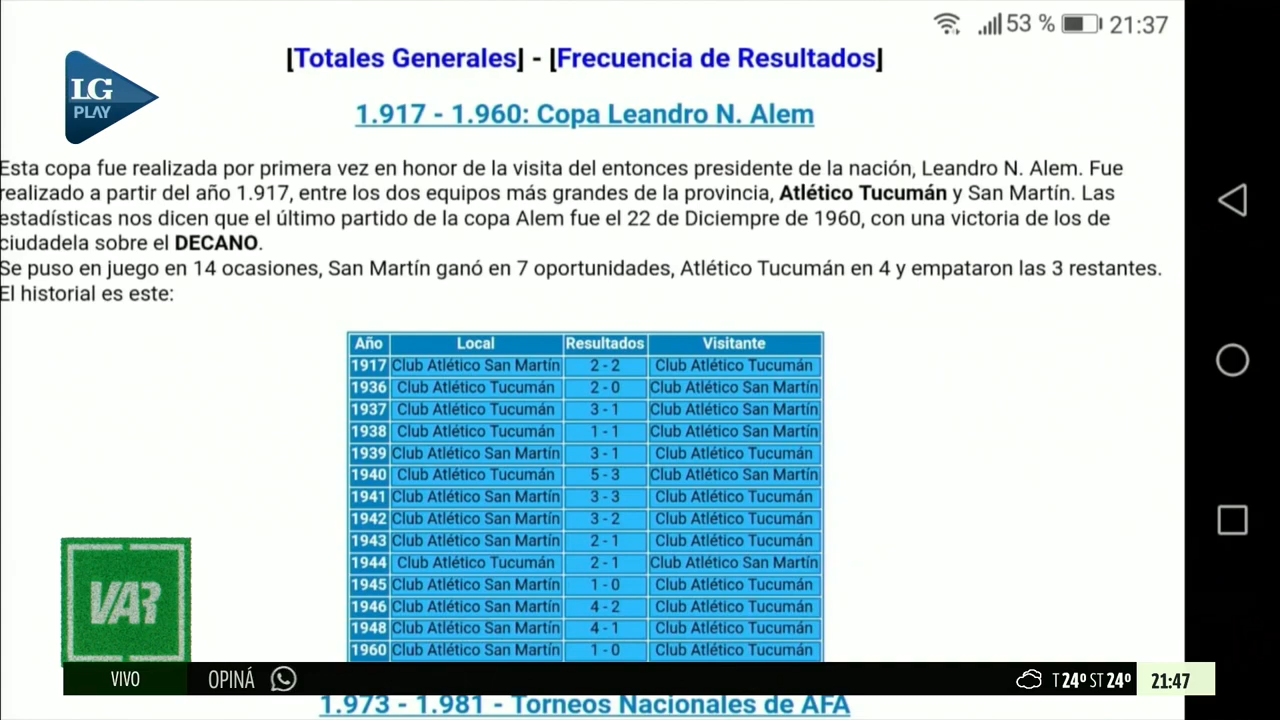 53 % 21:37
LG
PLAY
[Totales Generales] - [Frecuencia de Resultados]
1.917 - 1.960: Copa Leandro N. Alem
Esta copa fue realizada por primera vez en honor de la visita del entonces presidente de la nación, Leandro N. Alem. Fue
realizado a partir del año 1.917, entre los dos equipos más grandes de la provincia, Atlético Tucumán y San Martín. Las
estadísticas nos dicen que el último partido de la copa Alem fue el 22 de Diciempre de 1960, con una victoria de los de
ciudadela sobre el DECANO.
Se puso en juego en 14 ocasiones, San Martín ganó en 7 oportunidades, Atlético Tucumán en 4 y empataron las 3 restantes.
El historial es este:
Año Local Resultados Visitante
1917 Club Atlético San Martín 2 - 2 Club Atlético Tucumán
1936 Club Atlético Tucumán 2 - 0 Club Atlético San Martín
1937 Club Atlético Tucumán 3 - 1 Club Atlético San Martín
1938 Club Atlético Tucumán 1 - 1 Club Atlético San Martín
1939 Club Atlético San Martín 3 - 1 Club Atlético Tucumán
1940 Club Atlético Tucumán 5 - 3 Club Atlético San Martín
1941 Club Atlético San Martín 3 - 3 Club Atlético Tucumán
1942 Club Atlético San Martín 3 - 2 Club Atlético Tucumán
1943 Club Atlético San Martín 2 - 1 Club Atlético Tucumán
1944 Club Atlético Tucumán 2 - 1 Club Atlético San Martín
1945 Club Atlético San Martín 1 - 0 Club Atlético Tucumán
1946 Club Atlético San Martín 4 - 2 Club Atlético Tucumán
1948 Club Atlético San Martín 4 - 1 Club Atlético Tucumán
1960 Club Atlético San Martín 1 - 0 Club Atlético Tucumán
VAR
VIVO OPINÁ T 24° ST 24° 21:47
1.973 - 1.981 - Torneos Nacionales de AFA